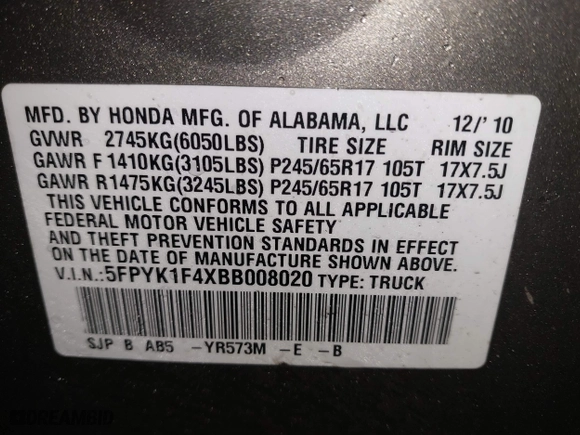 MFD. BY HONDA MFG. OF ALABAMA, LLC 12/'10
GVWR 2745KG(6050LBS) TIRE SIZE RIM SIZE
GAWR F 1410KG(3105LBS) P245/65R17 105T 17X7.5J
GAWR R1475KG(3245LBS) P245/65R17 105T 17X7.5J
THIS VEHICLE CONFORMS TO ALL APPLICABLE
FEDERAL MOTOR VEHICLE SAFETY
AND THEFT PREVENTION STANDARDS IN EFFECT
ON THE DATE OF MANUFACTURE SHOWN ABOVE.
V.I.N.:5FPYK1F4XBB008020 TYPE: TRUCK
SJP B AB5 -YR573M -E -B
DREAMBID